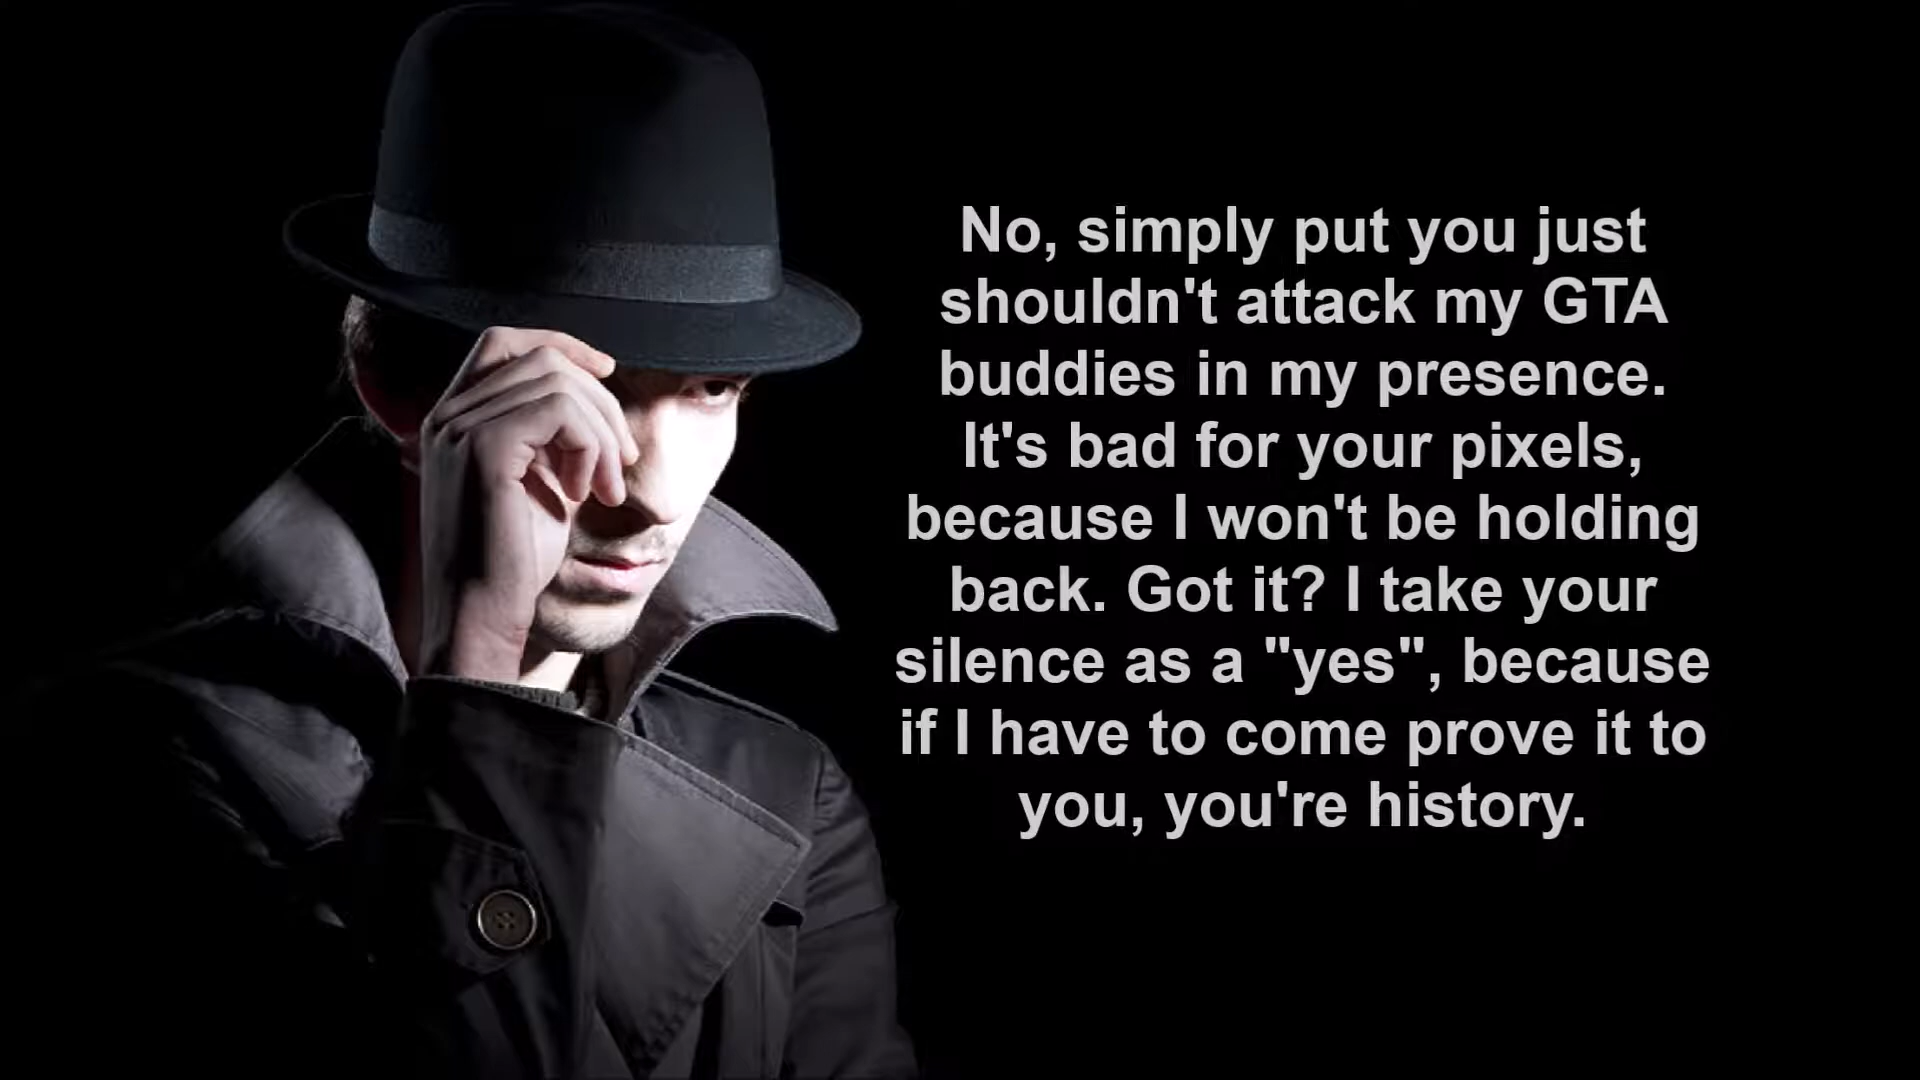 No, simply put you just
shouldn't attack my GTA
buddies in my presence.
It's bad for your pixels,
because I won't be holding
back. Got it? I take your
silence as a "yes", because
if I have to come prove it to
you, you're history.